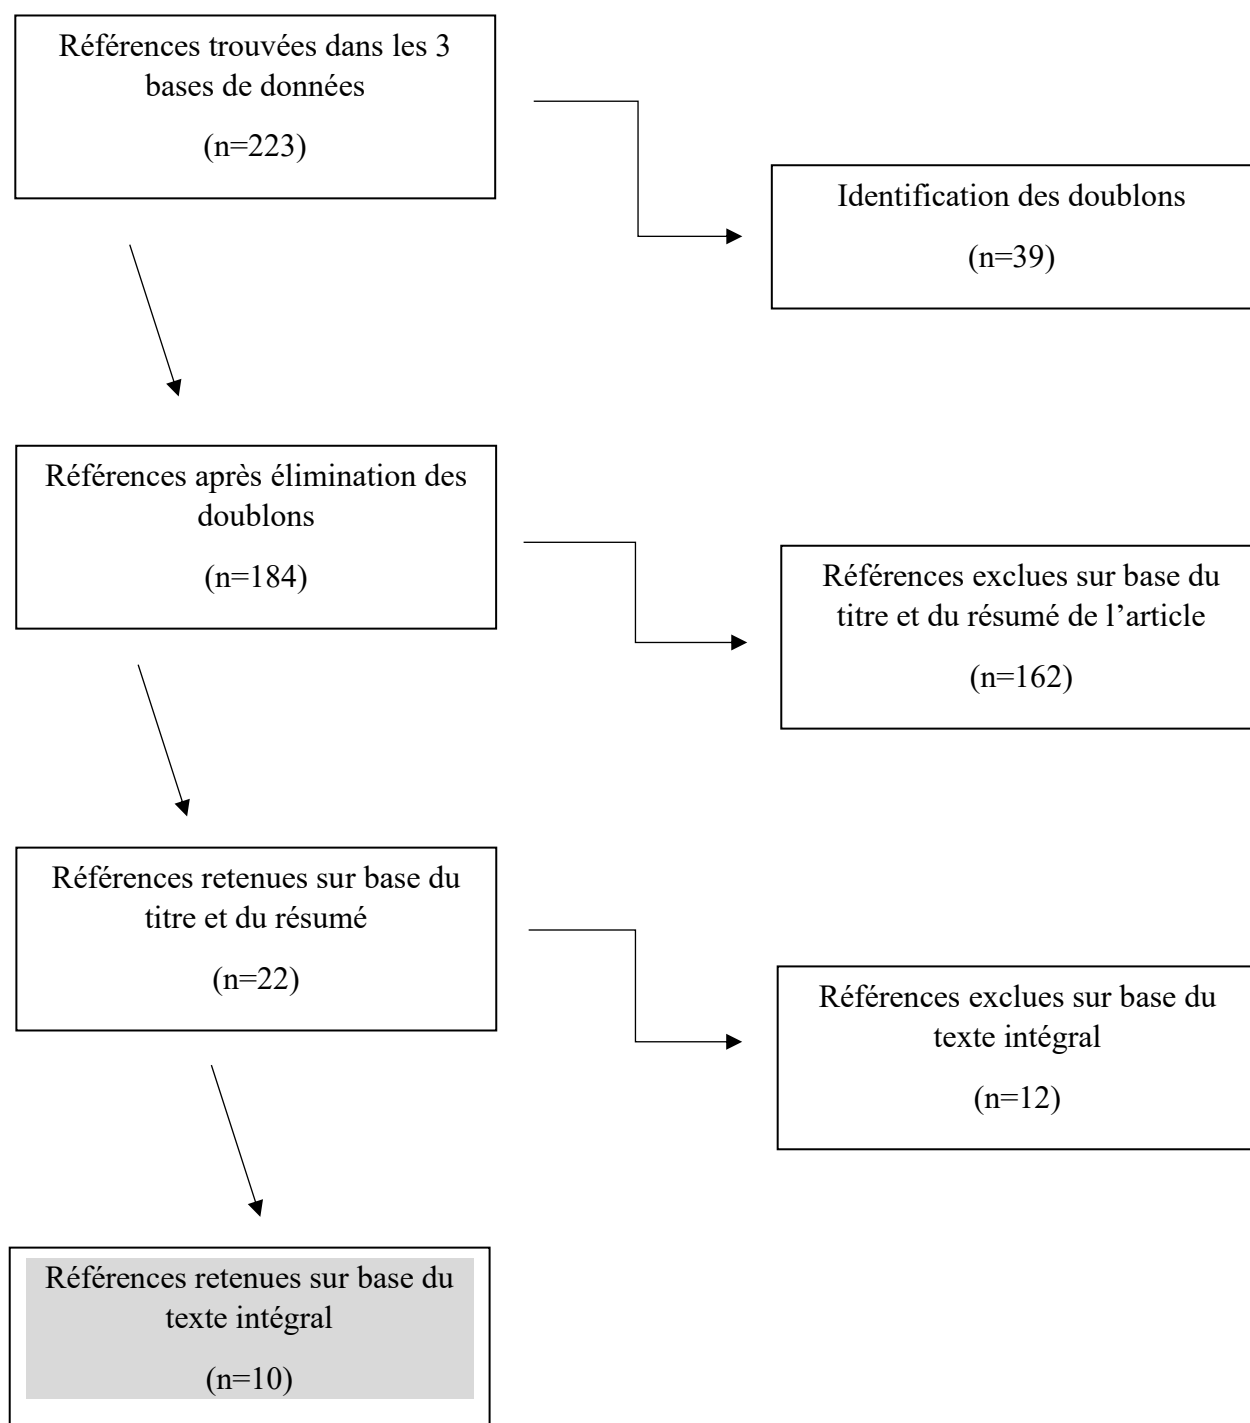 Références trouvées dans les 3
bases de données
(n=223)
Identification des doublons
(n=39)
Références après élimination des
doublons
(n=184)
Références exclues sur base du
titre et du résumé de l’article
(n=162)
Références retenues sur base du
titre et du résumé
(n=22)
Références exclues sur base du
texte intégral
(n=12)
Références retenues sur base du
texte intégral
(n=10)